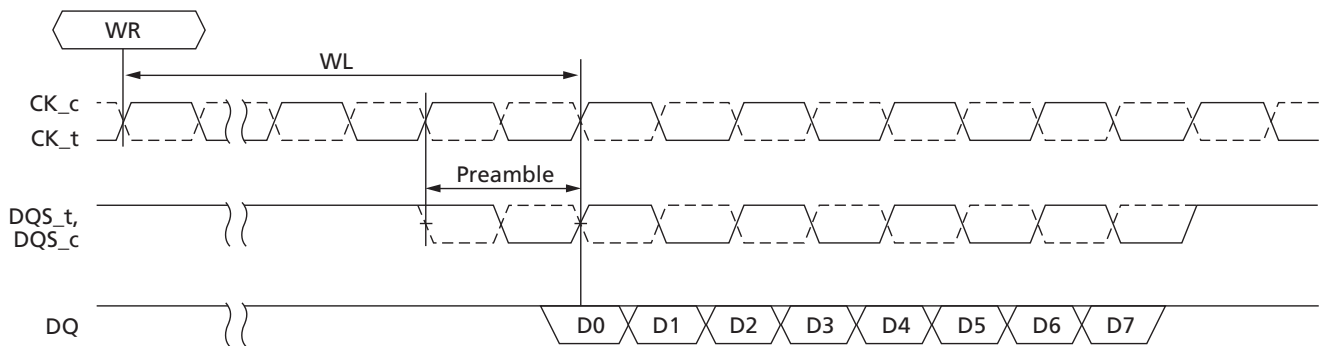 WR
WL
CK_c
CK_t
Preamble
DQS_t,
DQS_c
DQ
D0 D1 D2 D3 D4 D5 D6 D7